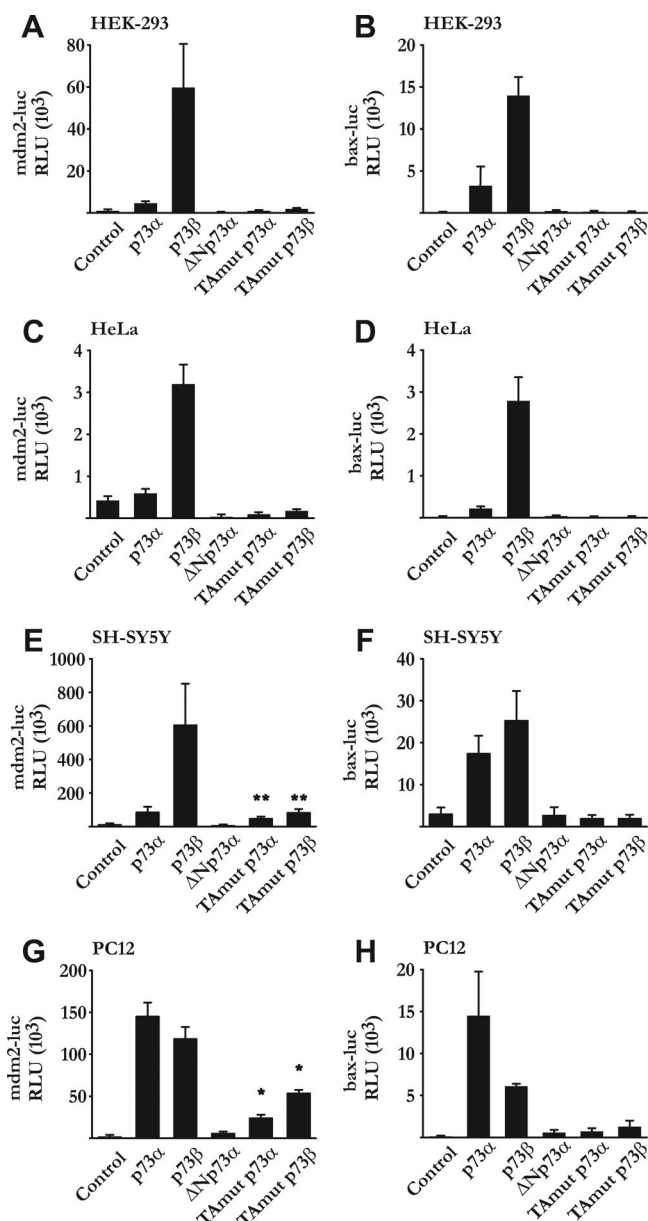 A HEK-293
mdm2-luc
RLU (10³)
80
60
40
20
Control
p73α
p73β
ΔNp73α
TAmut p73α
TAmut p73β
B HEK-293
bax-luc
RLU (10³)
20
15
10
5
Control
p73α
p73β
ΔNp73α
TAmut p73α
TAmut p73β
C HeLa
mdm2-luc
RLU (10³)
4
3
2
1
Control
p73α
p73β
ΔNp73α
TAmut p73α
TAmut p73β
D HeLa
bax-luc
RLU (10³)
4
3
2
1
Control
p73α
p73β
ΔNp73α
TAmut p73α
TAmut p73β
E SH-SY5Y
mdm2-luc
RLU (10³)
1000
800
600
400
200
** **
Control
p73α
p73β
ΔNp73α
TAmut p73α
TAmut p73β
F SH-SY5Y
bax-luc
RLU (10³)
40
30
20
10
Control
p73α
p73β
ΔNp73α
TAmut p73α
TAmut p73β
G PC12
mdm2-luc
RLU (10³)
200
150
100
50
* *
Control
p73α
p73β
ΔNp73α
TAmut p73α
TAmut p73β
H PC12
bax-luc
RLU (10³)
20
15
10
5
Control
p73α
p73β
ΔNp73α
TAmut p73α
TAmut p73β